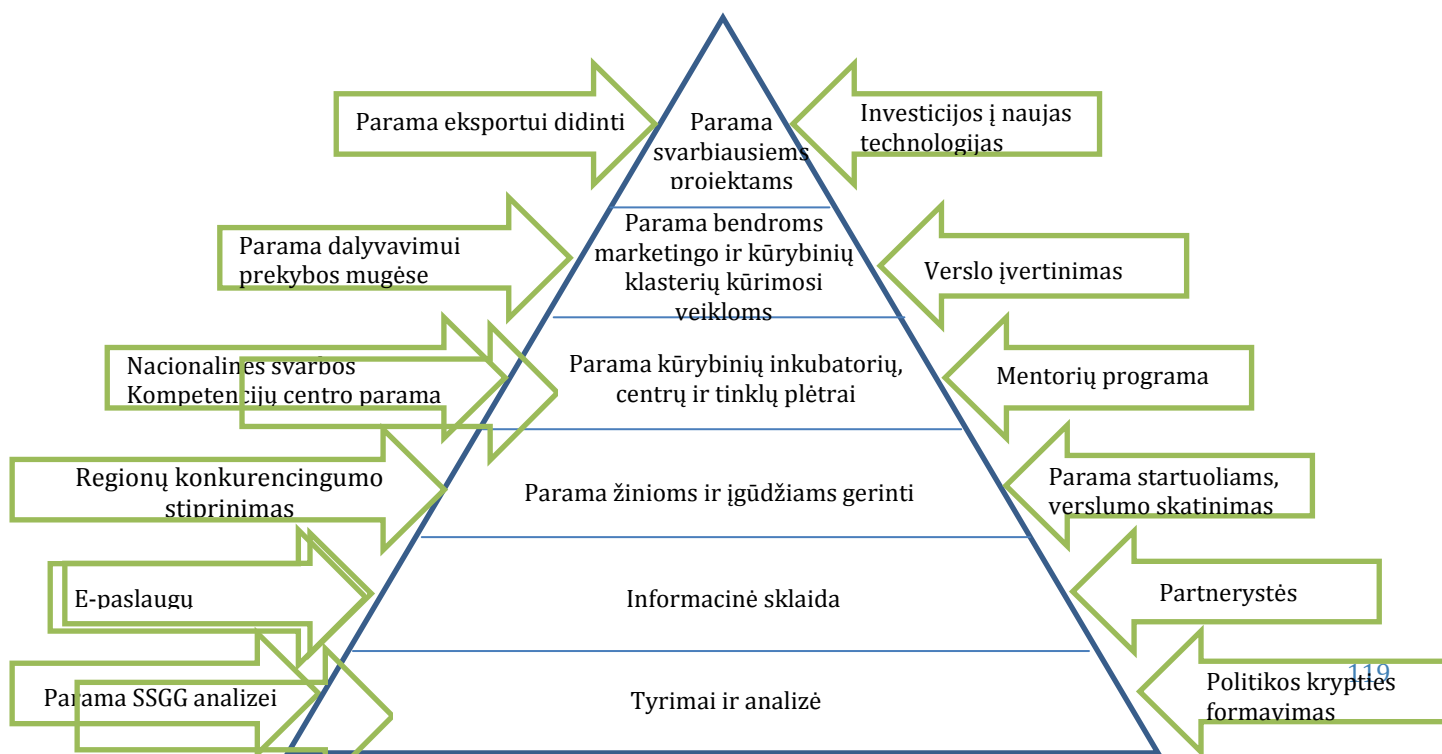 Parama eksportui didinti
Parama
svarbiausiems
projektams
Investicijos į naujas
technologijas
Parama dalyvavimui
prekybos mugėse
Parama bendroms
marketingo ir kūrybinių
klasterių kūrimosi
veikloms
Verslo įvertinimas
Nacionalinės svarbos
Kompetencijų centro parama
Parama kūrybinių inkubatorių,
centrų ir tinklų plėtrai
Mentorių programa
Regionų konkurencingumo
stiprinimas
Parama žinioms ir įgūdžiams gerinti
Parama startuoliams,
verslumo skatinimas
E-paslaugų
Informacinė sklaida
Partnerystės
Parama SSGG analizei
Tyrimai ir analizė
Politikos krypties
formavimas
119